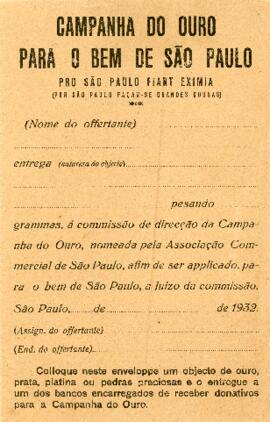 CAMPANHA DO OURO
PARA O BEM DE SÃO PAULO
PRO SÃO PAULO FIANT EXIMIA
(POR SÃO PAULO FAÇAM-SE GRANDES COUSAS)
(Nome do offertante)
entrega (natureza do objecto)
pesando
grammas, á commissão de direcção da Campa-
nha do Ouro, nomeada pela Associação Com-
mercial de São Paulo, afim de ser applicado, pa-
ra o bem de São Paulo, a juizo da commissão.
São Paulo, de de 1932.
(Assign. do offertante)
(End. do offertante)
Colloque neste enveloppe um objecto de ouro,
prata, platina ou pedras preciosas e o entregue a
um dos bancos encarregados de receber donativos
para a Campanha do Ouro.